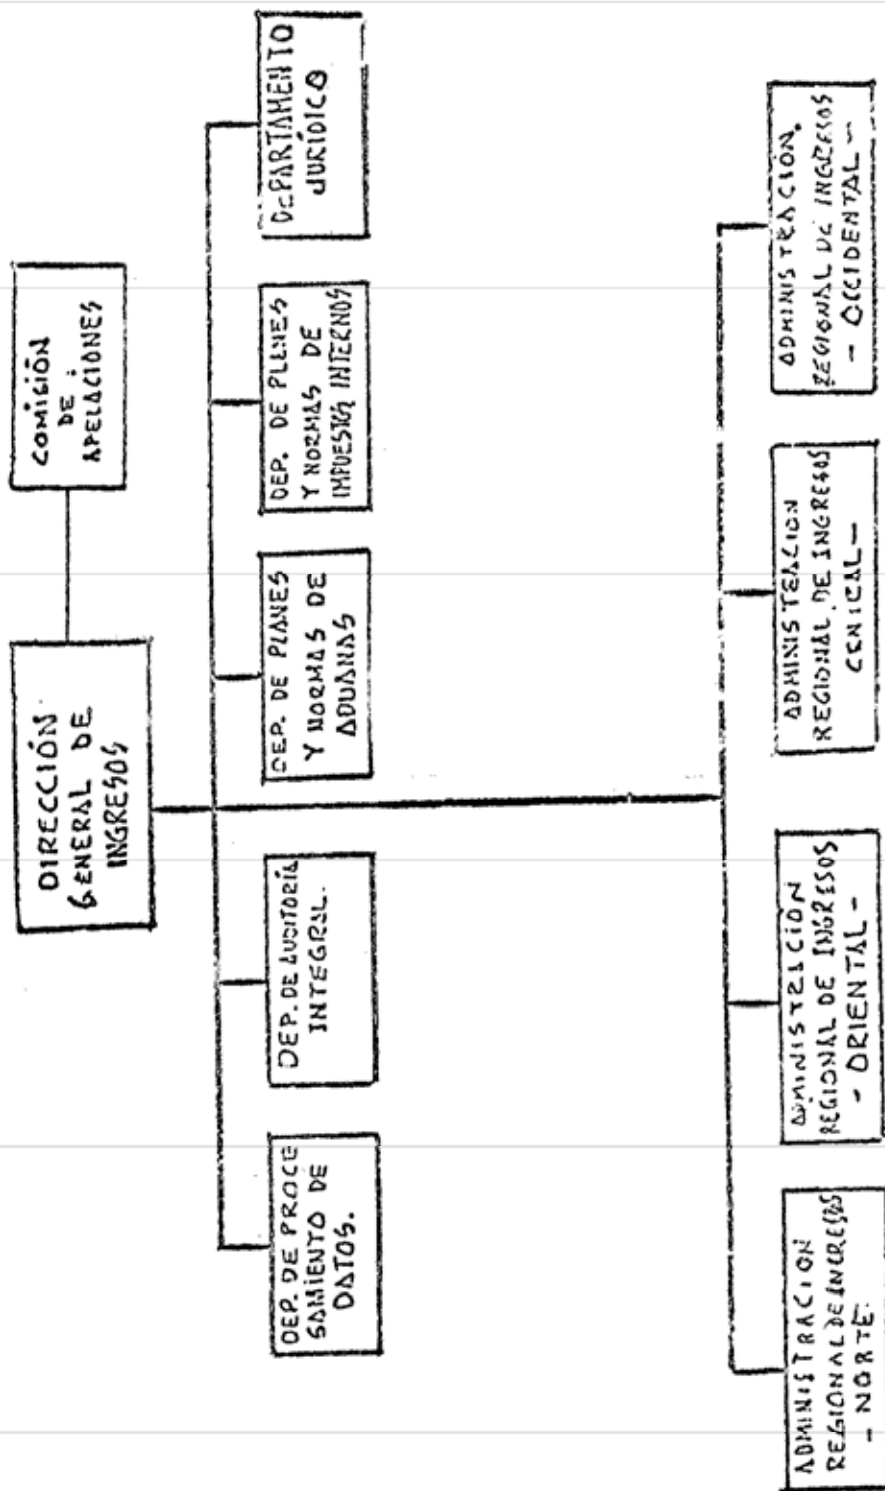 DIRECCIÓN
GENERAL DE
INGRESOS
COMISIÓN
DE
APELACIONES
DEP. DE PROCE
SAMIENTO DE
DATOS.
DEP. DE AUDITORÍA
INTEGRAL.
DEP. DE PLANES
Y NORMAS DE
ADUANAS
DEP. DE PLANES
Y NORMAS DE
IMPUESTOS INTERNOS
DEPARTAMENTO
JURÍDICO
ADMINISTRACION
REGIONAL DE INGRESOS
- NORTE.
ADMINISTRACIÓN
REGIONAL DE INGRESOS
- ORIENTAL -
ADMINISTRACION
REGIONAL DE INGRESOS
CENTRAL -
ADMINISTRACIÓN.
REGIONAL DE INGRESOS
- OCCIDENTAL -